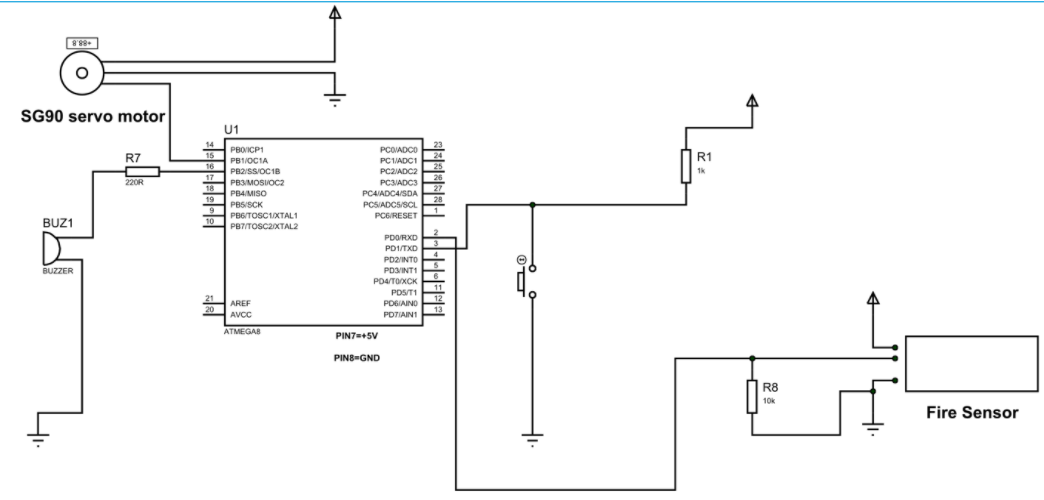 +88.8
SG90 servo motor
U1
14 PB0/ICP1 PC0/ADC0 23
15 PB1/OC1A PC1/ADC1 24
16 PB2/SS/OC1B PC2/ADC2 25
17 PB3/MOSI/OC2 PC3/ADC3 26
18 PB4/MISO PC4/ADC4/SDA 27
19 PB5/SCK PC5/ADC5/SCL 28
9 PB6/TOSC1/XTAL1 PC6/RESET 1
10 PB7/TOSC2/XTAL2
PD0/RXD 2
PD1/TXD 3
PD2/INT0 4
PD3/INT1 5
PD4/T0/XCK 6
PD5/T1 11
21 AREF PD6/AIN0 12
20 AVCC PD7/AIN1 13
ATMEGA8
PIN7=+5V
PIN8=GND
R7
220R
BUZ1
BUZZER
R1
1k
R8
10k
Fire Sensor